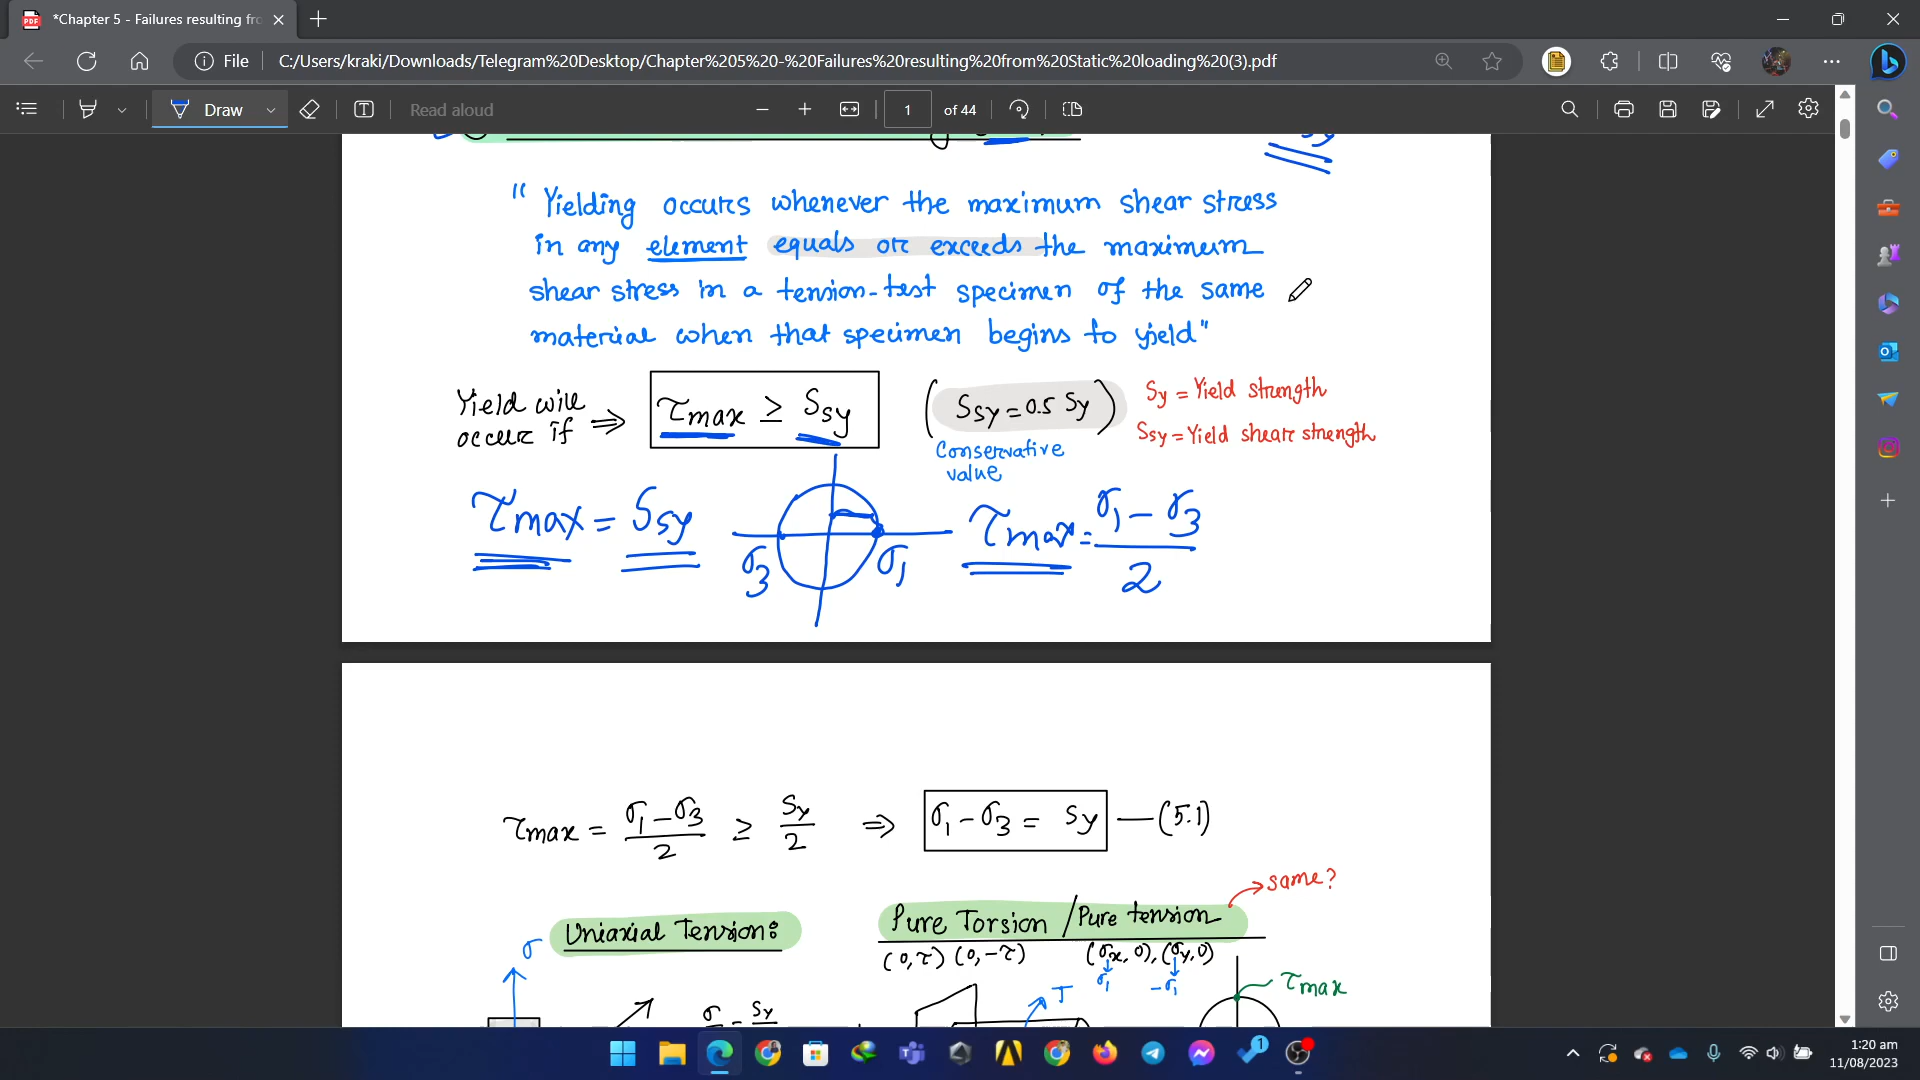 *Chapter 5 - Failures resulting fro
File
C:/Users/kraki/Downloads/Telegram%20Desktop/Chapter%205%20-%20Failures%20resulting%20from%20Static%20loading%20(3).pdf
Draw
Read aloud
1
of 44
" Yielding occurs whenever the maximum shear stress
in any element equals or exceeds the maximum
shear stress in a tension-test specimen of the same
material when that specimen begins to yield"
Yield will
occur if ⇒ τmax ≥ Ssy
(Ssy = 0.5 Sy)
Conservative
value
Sy = Yield strength
Ssy = Yield shear strength
τmax = Ssy
σ3
σ1
τmax = σ1 - σ3
2
τmax = σ1 - σ3 / 2 ≥ Sy / 2 ⇒ σ1 - σ3 = Sy — (5.1)
same?
Uniaxial Tension:
Pure Torsion / Pure tension
(0, τ) (0, -τ)
(σx, 0), (σy, 0)
σ1
-σ1
σ
T
τmax
σ = Sy
1
1:20 am
11/08/2023